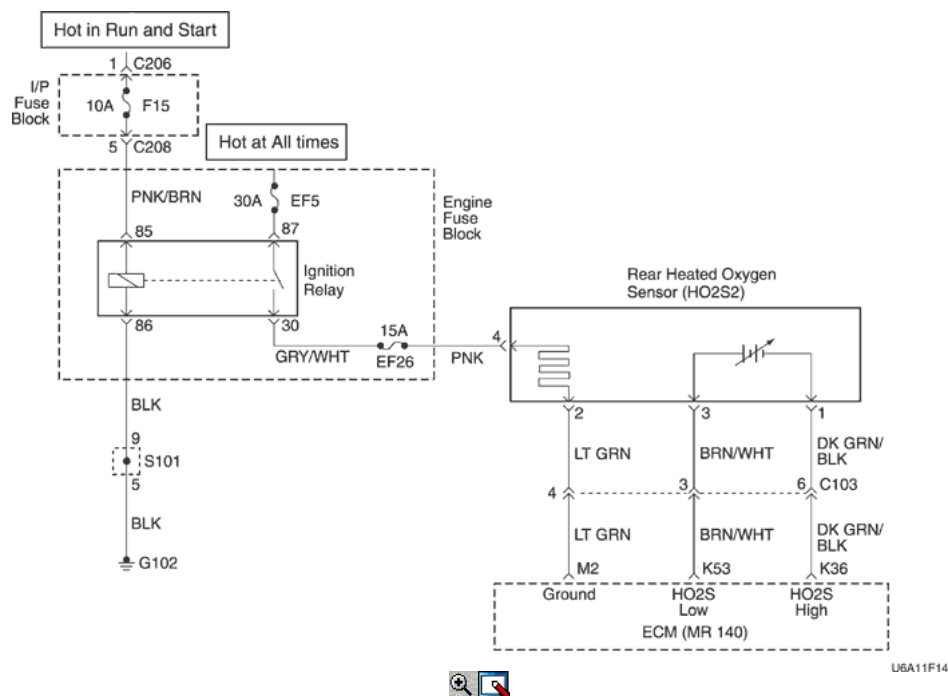 Hot in Run and Start
1
C206
I/P
Fuse
Block
10A
F15
5
C208
Hot at All times
PNK/BRN
30A
EF5
Engine
Fuse
Block
85
87
Ignition
Relay
86
30
GRY/WHT
15A
EF26
PNK
Rear Heated Oxygen
Sensor (HO2S2)
4
2
3
1
BLK
9
S101
5
BLK
G102
LT GRN
BRN/WHT
DK GRN/
BLK
4
3
6
C103
LT GRN
BRN/WHT
DK GRN/
BLK
M2
K53
K36
Ground
HO2S
Low
HO2S
High
ECM (MR 140)
U6A11F14